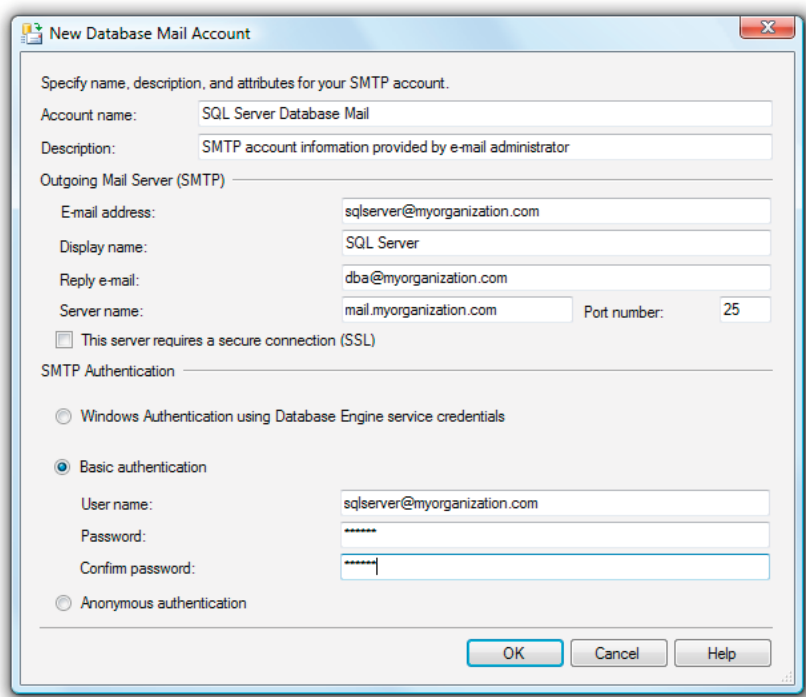 New Database Mail Account
Specify name, description, and attributes for your SMTP account.
Account name: SQL Server Database Mail
Description: SMTP account information provided by e-mail administrator
Outgoing Mail Server (SMTP)
E-mail address: sqlserver@myorganization.com
Display name: SQL Server
Reply e-mail: dba@myorganization.com
Server name: mail.myorganization.com Port number: 25
This server requires a secure connection (SSL)
SMTP Authentication
Windows Authentication using Database Engine service credentials
Basic authentication
User name: sqlserver@myorganization.com
Password: ******
Confirm password: ******
Anonymous authentication
OK Cancel Help